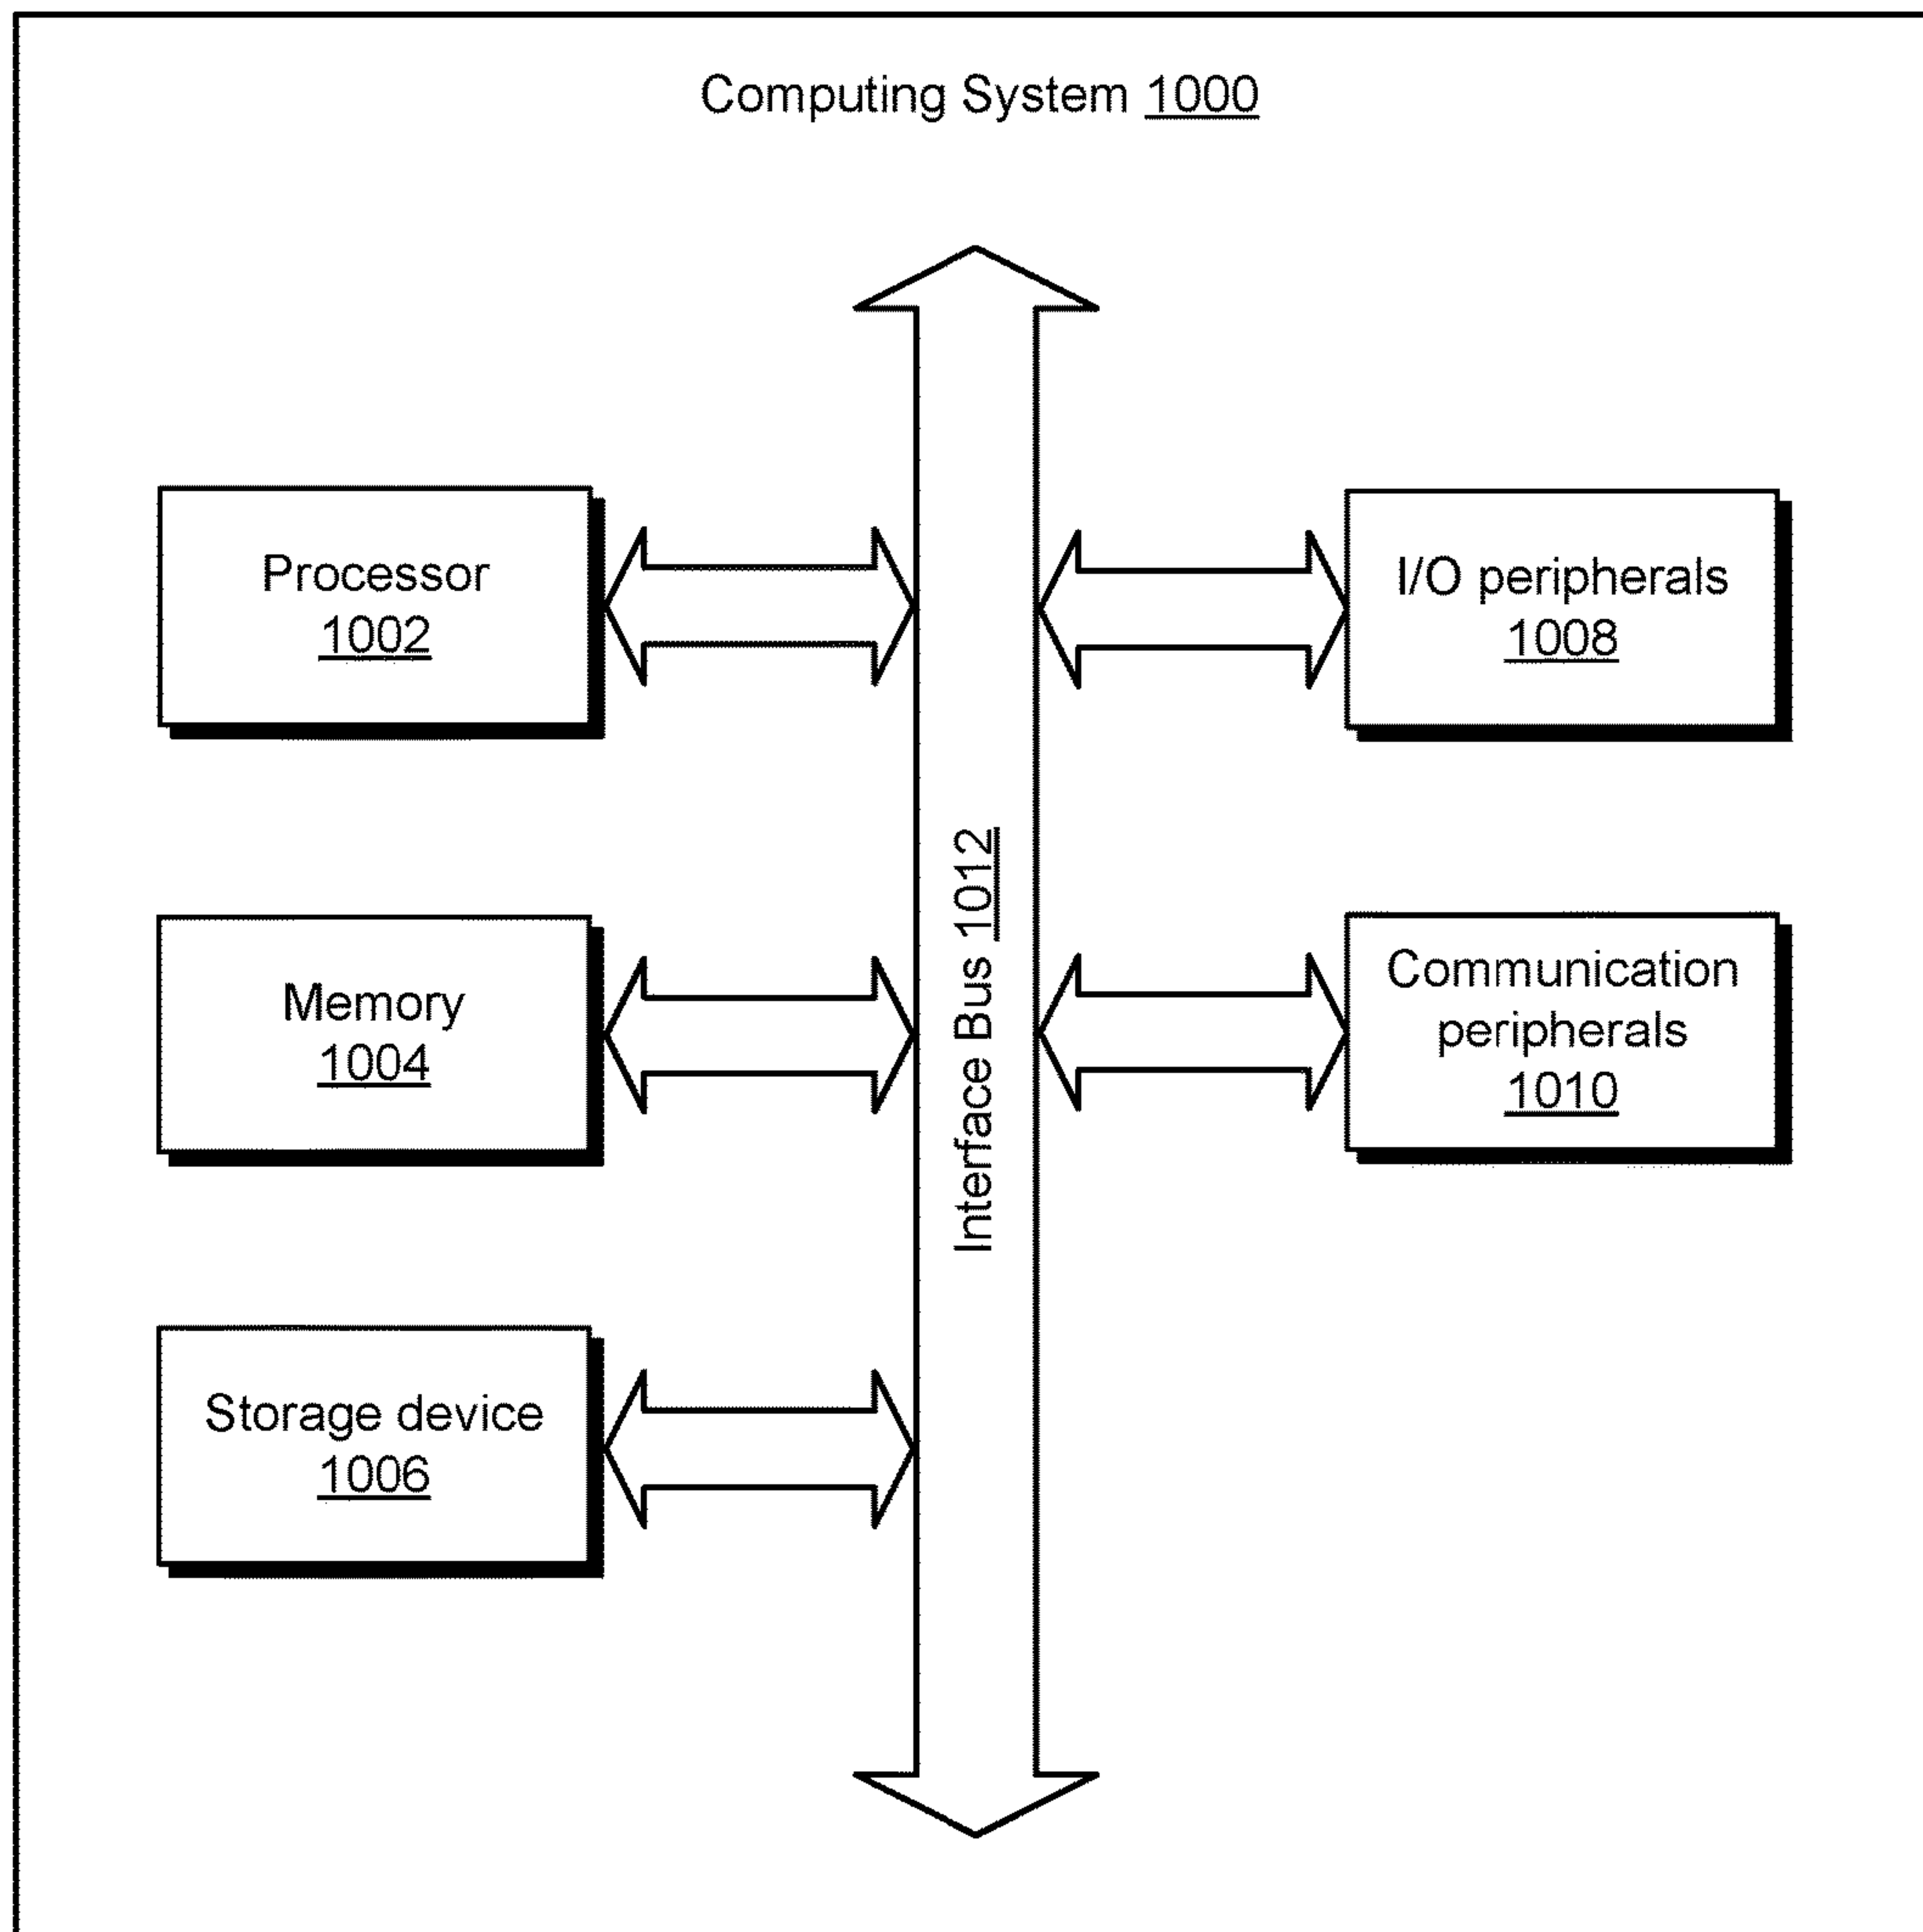 Computing System 1000
Processor
1002
Memory
1004
Storage device
1006
Interface Bus 1012
I/O peripherals
1008
Communication
peripherals
1010